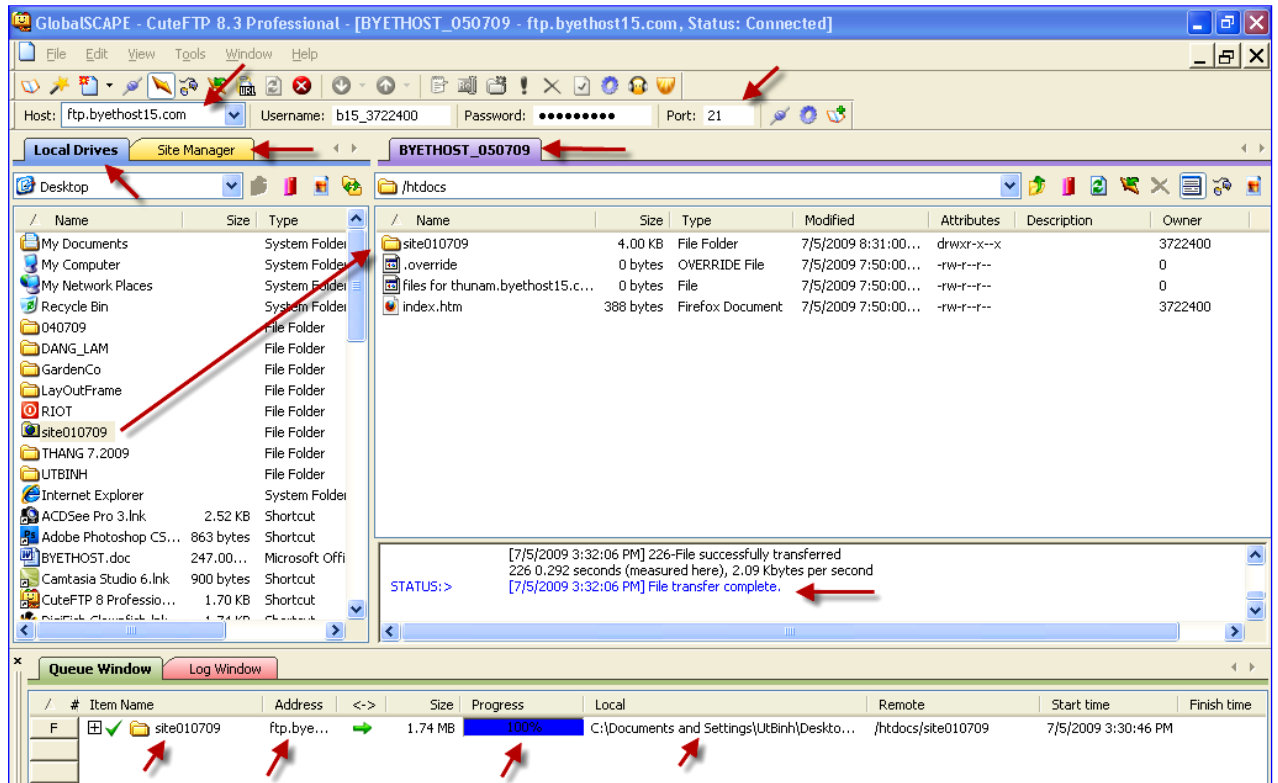 GlobalSCAPE - CuteFTP 8.3 Professional - [BYETHOST_050709 - ftp.byethost15.com, Status: Connected]
File Edit View Tools Window Help
URL
Host: ftp.byethost15.com Username: b15_3722400 Password: ●●●●●●●●● Port: 21
Local Drives Site Manager BYETHOST_050709
Desktop /htdocs
/ Name Size Type / Name Size Type Modified Attributes Description Owner
My Documents System Folder site010709 4.00 KB File Folder 7/5/2009 8:31:00... drwxr-x--x 3722400
My Computer System Folder .override 0 bytes OVERRIDE File 7/5/2009 7:50:00... -rw-r--r-- 0
My Network Places System Folder files for thunam.byethost15.c... 0 bytes File 7/5/2009 7:50:00... -rw-r--r-- 0
Recycle Bin System Folder index.htm 388 bytes Firefox Document 7/5/2009 7:50:00... -rw-r--r-- 3722400
040709 File Folder
DANG_LAM File Folder
GardenCo File Folder
LayOutFrame File Folder
RIOT File Folder
site010709 File Folder
THANG 7.2009 File Folder
UTBINH File Folder
Internet Explorer System Folder
ACDSee Pro 3.lnk 2.52 KB Shortcut
Adobe Photoshop CS... 863 bytes Shortcut
BYETHOST.doc 247.00... Microsoft Offi
Camtasia Studio 6.lnk 900 bytes Shortcut
CuteFTP 8 Professio... 1.70 KB Shortcut
[7/5/2009 3:32:06 PM] 226-File successfully transferred
226 0.292 seconds (measured here), 2.09 Kbytes per second
STATUS:> [7/5/2009 3:32:06 PM] File transfer complete.
Queue Window Log Window
/ # Item Name Address <-> Size Progress Local Remote Start time Finish time
F site010709 ftp.bye... 1.74 MB 100% C:\Documents and Settings\UtBinh\Deskto... /htdocs/site010709 7/5/2009 3:30:46 PM